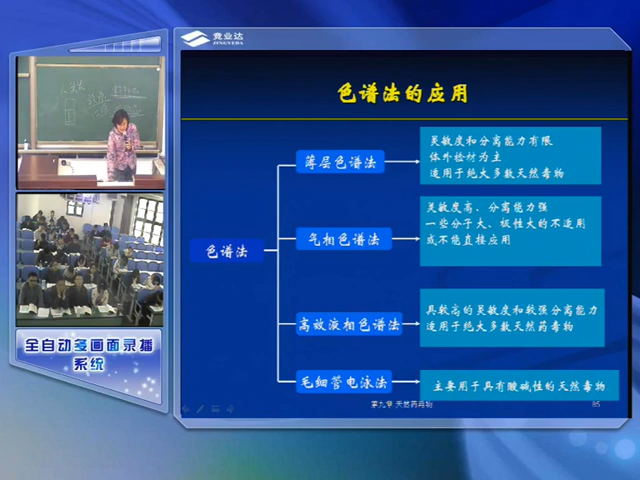 竞业达
JINGYEDA
色谱法的应用
薄层色谱法
灵敏度和分离能力有限
体外检材为主
适用于绝大多数天然毒物
气相色谱法
灵敏度高、分离能力强
一些分子大、极性大的不适用
或不能直接应用
色谱法
高效液相色谱法
具较高的灵敏度和较强分离能力
适用于绝大多数天然药毒物
毛细管电泳法
主要用于具有酸碱性的天然毒物
第九章 天然药毒物
85
全自动多画面录播
系统